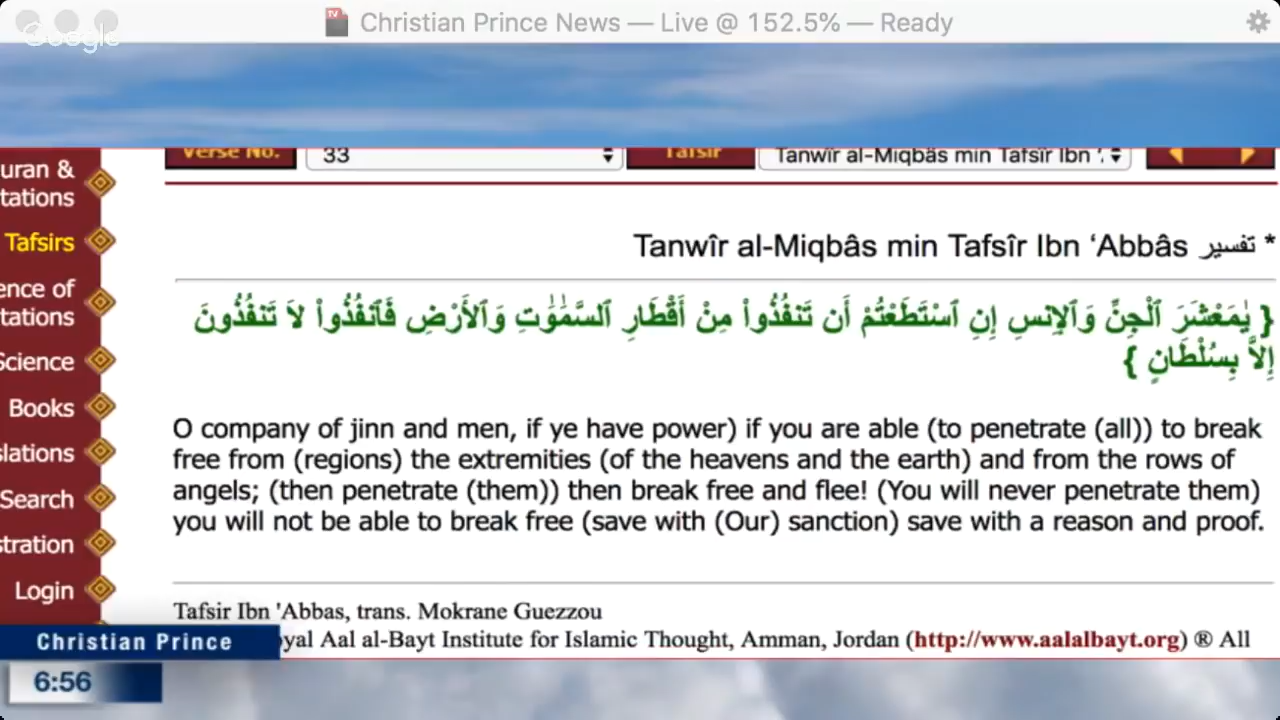 Christian Prince News — Live @ 152.5% — Ready
Google
Verse No.
33
Tafsir
Tanwîr al-Miqbâs min Tafsîr Ibn '.
uran &
tations
Tafsirs
ence of
tations
Science
Books
slations
Search
stration
Login
* تفسير Tanwîr al-Miqbâs min Tafsîr Ibn ‘Abbâs
{ يٰمَعْشَرَ ٱلْجِنِّ وَٱلإِنسِ إِنِ ٱسْتَطَعْتُمْ أَن تَنفُذُواْ مِنْ أَقْطَارِ ٱلسَّمَٰوَٰتِ وَٱلأَرْضِ فَٱنفُذُواْ لاَ تَنفُذُونَ
إِلاَّ بِسُلْطَانٍ }
O company of jinn and men, if ye have power) if you are able (to penetrate (all)) to break
free from (regions) the extremities (of the heavens and the earth) and from the rows of
angels; (then penetrate (them)) then break free and flee! (You will never penetrate them)
you will not be able to break free (save with (Our) sanction) save with a reason and proof.
Tafsir Ibn 'Abbas, trans. Mokrane Guezzou
yal Aal al-Bayt Institute for Islamic Thought, Amman, Jordan (http://www.aalalbayt.org) ® All
Christian Prince
6:56